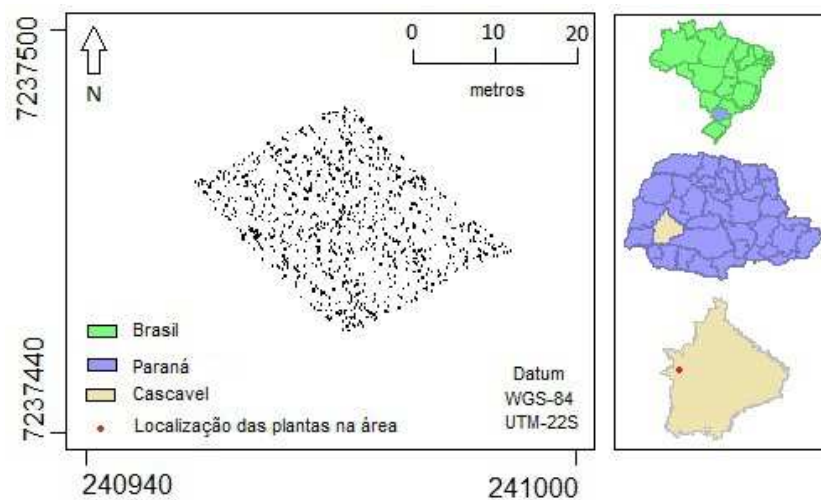 7237500
7237440
N
0 12 20
metros
Brasil
Paraná
Cascavel
Localização das plantas na área
Datum
WGS-84
UTM-22S
240940
241000